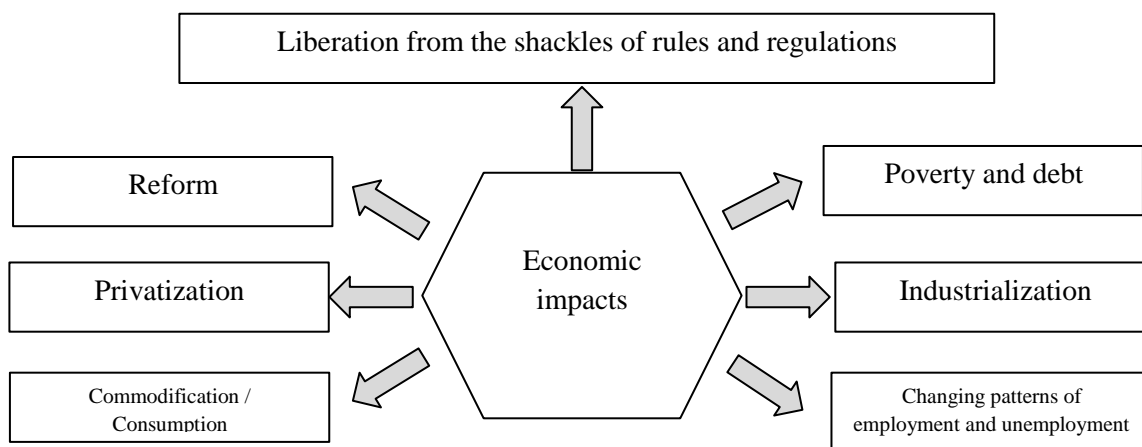 Liberation from the shackles of rules and regulations
Reform
Poverty and debt
Economic
impacts
Privatization
Industrialization
Commodification /
Consumption
Changing patterns of
employment and unemployment